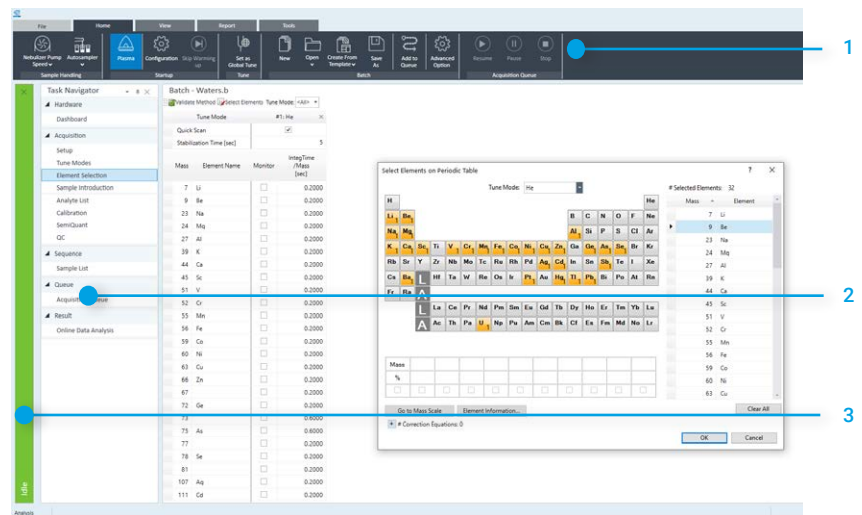 File Home View Report Tools
Nebulizer Pump Speed Autosampler Plasma Configuration Skip Warming up Set as Global Tune New Open Create From Template Save As Add to Queue Advanced Option Resume Pause Stop
Sample Handling Startup Tune Batch Acquisition Queue
1
Task Navigator
Hardware
Dashboard
Acquisition
Setup
Tune Modes
Element Selection
Sample Introduction
Analyte List
Calibration
SemiQuant
QC
Sequence
Sample List
Queue
Result
Online Data Analysis
Idle
Analysis
Batch - Waters.b
Validate Method Select Elements Tune Mode: <All>
Tune Mode #1: He
Quick Scan
Stabilization Time [sec] 5
Mass Element Name Monitor IntegTime /Mass [sec]
7 Li 0.2000
9 Be 0.2000
23 Na 0.2000
24 Mg 0.2000
27 Al 0.2000
39 K 0.2000
44 Ca 0.2000
45 Sc 0.2000
51 V 0.2000
52 Cr 0.2000
55 Mn 0.2000
56 Fe 0.2000
59 Co 0.2000
60 Ni 0.2000
63 Cu 0.2000
66 Zn 0.2000
67 0.2000
72 Ge 0.2000
73 0.6000
75 As 0.6000
77 0.2000
78 Se 0.2000
81 0.2000
107 Ag 0.2000
111 Cd 0.2000
Select Elements on Periodic Table ? ×
Tune Mode: He
H He
Li Be B C N O F Ne
Na Mg Al Si P S Cl Ar
K Ca Sc Ti V Cr Mn Fe Co Ni Cu Zn Ga Ge As Se Br Kr
Rb Sr Y Zr Nb Mo Tc Ru Rh Pd Ag Cd In Sn Sb Te I Xe
Cs Ba L Hf Ta W Re Os Ir Pt Au Hg Tl Pb Bi Po At Rn
Fr Ra A
L La Ce Pr Nd Pm Sm Eu Gd Tb Dy Ho Er Tm Yb Lu
A Ac Th Pa U Np Pu Am Cm Bk Cf Es Fm Md No Lr
Mass
%
Go to Mass Scale Element Information...
# Correction Equations: 0
# Selected Elements: 32
Mass Element
7 Li
9 Be
23 Na
24 Mg
27 Al
39 K
44 Ca
45 Sc
51 V
52 Cr
55 Mn
56 Fe
59 Co
60 Ni
63 Cu
Clear All
OK Cancel
2
3